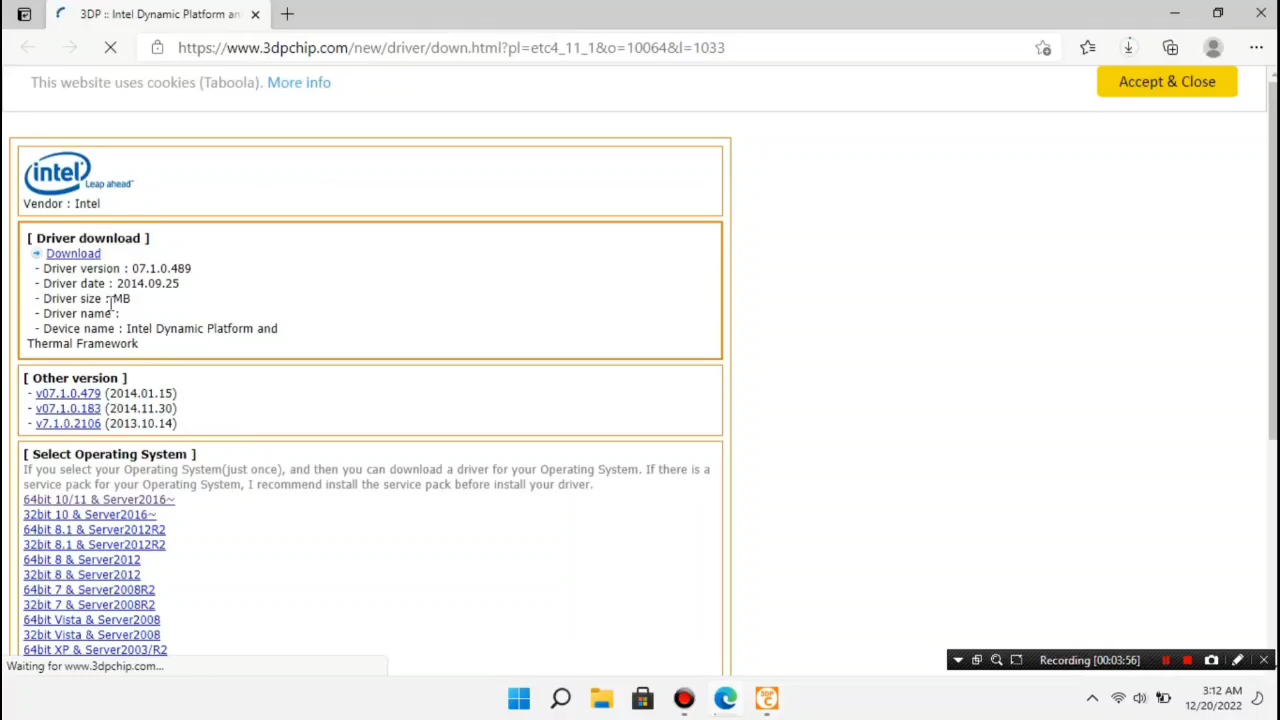 3DP :: Intel Dynamic Platform an
https://www.3dpchip.com/new/driver/down.html?pl=etc4_11_1&o=10064&l=1033
This website uses cookies (Taboola). More info
Accept & Close
intel
Leap ahead™
Vendor : Intel
[ Driver download ]
Download
- Driver version : 07.1.0.489
- Driver date : 2014.09.25
- Driver size : MB
- Driver name :
- Device name : Intel Dynamic Platform and
Thermal Framework
[ Other version ]
- v07.1.0.479 (2014.01.15)
- v07.1.0.183 (2014.11.30)
- v7.1.0.2106 (2013.10.14)
[ Select Operating System ]
If you select your Operating System(just once), and then you can download a driver for your Operating System. If there is a
service pack for your Operating System, I recommend install the service pack before install your driver.
64bit 10/11 & Server2016~
32bit 10 & Server2016~
64bit 8.1 & Server2012R2
32bit 8.1 & Server2012R2
64bit 8 & Server2012
32bit 8 & Server2012
64bit 7 & Server2008R2
32bit 7 & Server2008R2
64bit Vista & Server2008
32bit Vista & Server2008
64bit XP & Server2003/R2
Waiting for www.3dpchip.com...
Recording [00:03:56]
3DP
C
3:12 AM
12/20/2022